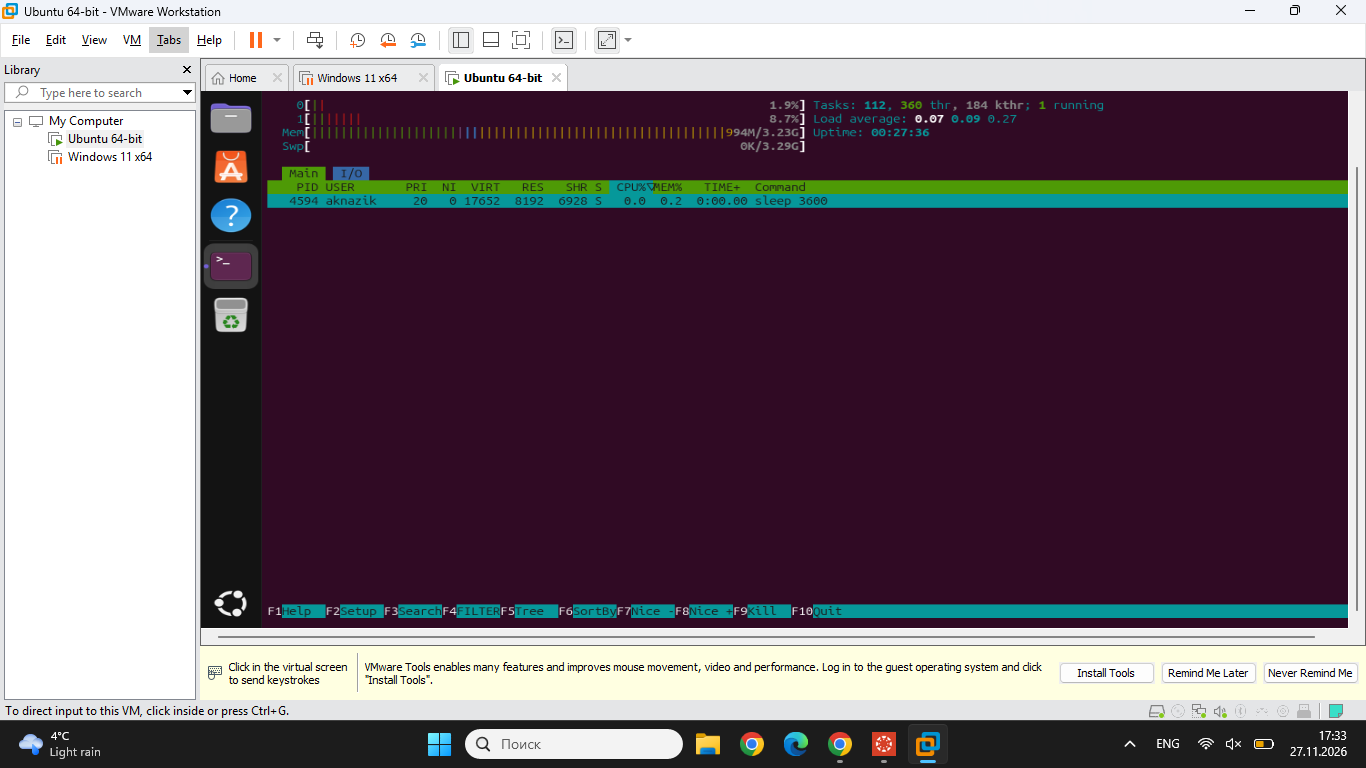 Ubuntu 64-bit - VMware Workstation
File Edit View VM Tabs Help
Library
Type here to search
My Computer
Ubuntu 64-bit
Windows 11 x64
Home
Windows 11 x64
Ubuntu 64-bit
0[|| 1.9%] Tasks: 112, 360 thr, 184 kthr; 1 running
1[||||||| 8.7%] Load average: 0.07 0.09 0.27
Mem[ 994M/3.23G] Uptime: 00:27:36
Swp[ 0K/3.29G]
Main I/O
PID USER PRI NI VIRT RES SHR S CPU%▽MEM% TIME+ Command
4594 aknazik 20 0 17652 8192 6928 S 0.0 0.2 0:00.00 sleep 3600
F1Help F2Setup F3SearchF4FILTERF5Tree F6SortByF7Nice -F8Nice +F9Kill F10Quit
Click in the virtual screen
to send keystrokes
VMware Tools enables many features and improves mouse movement, video and performance. Log in to the guest operating system and click
"Install Tools".
Install Tools
Remind Me Later
Never Remind Me
To direct input to this VM, click inside or press Ctrl+G.
4°C
Light rain
Поиск
ENG
17:33
27.11.2026